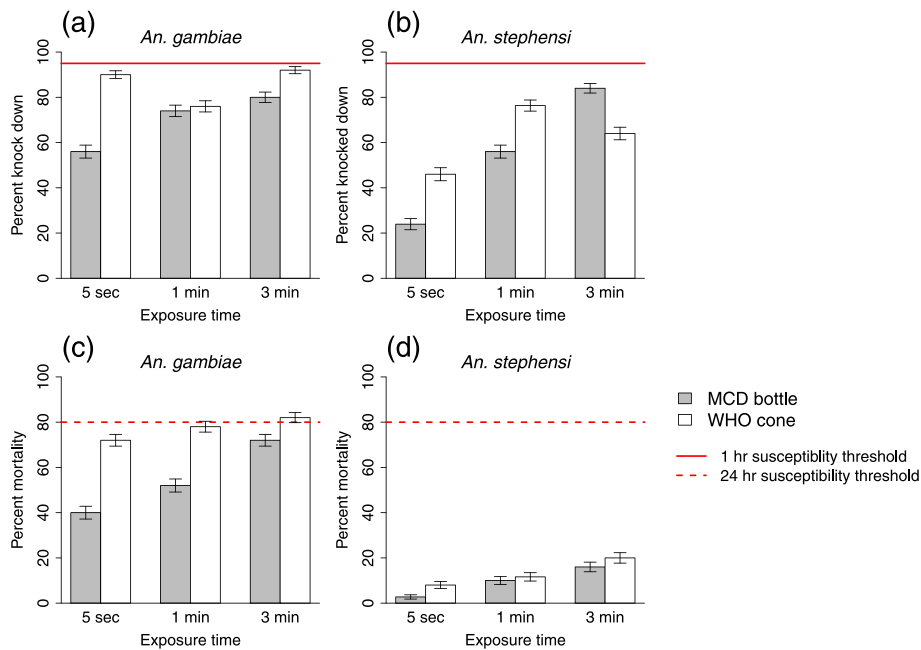 (a)
An. gambiae
Percent knock down
0
20
40
60
80
100
5 sec
1 min
3 min
Exposure time
(b)
An. stephensi
Percent knocked down
0
20
40
60
80
100
5 sec
1 min
3 min
Exposure time
(c)
An. gambiae
Percent mortality
0
20
40
60
80
100
5 sec
1 min
3 min
Exposure time
(d)
An. stephensi
Percent mortality
0
20
40
60
80
100
5 sec
1 min
3 min
Exposure time
MCD bottle
WHO cone
1 hr susceptiblity threshold
24 hr susceptibility threshold